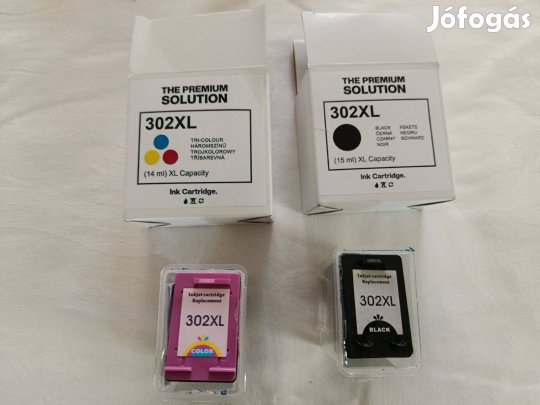 Jófogás
THE PREMIUM
SOLUTION
302XL
TRI-COLOUR
HÁROMSZÍNŰ
TROJKOLOROWY
TŘÍBAREVNÁ
(14 ml) XL Capacity
Ink Cartridge.
THE PREMIUM
SOLUTION
302XL
BLACK FEKETE
ČERNÁ NEGRU
CZARNY SCHWARZ
NOIR
(15 ml) XL Capacity
Ink Cartridge.
Inkjet cartridge
Replacement
302XL
COLOR
Inkjet cartridge
Replacement
302XL
BLACK